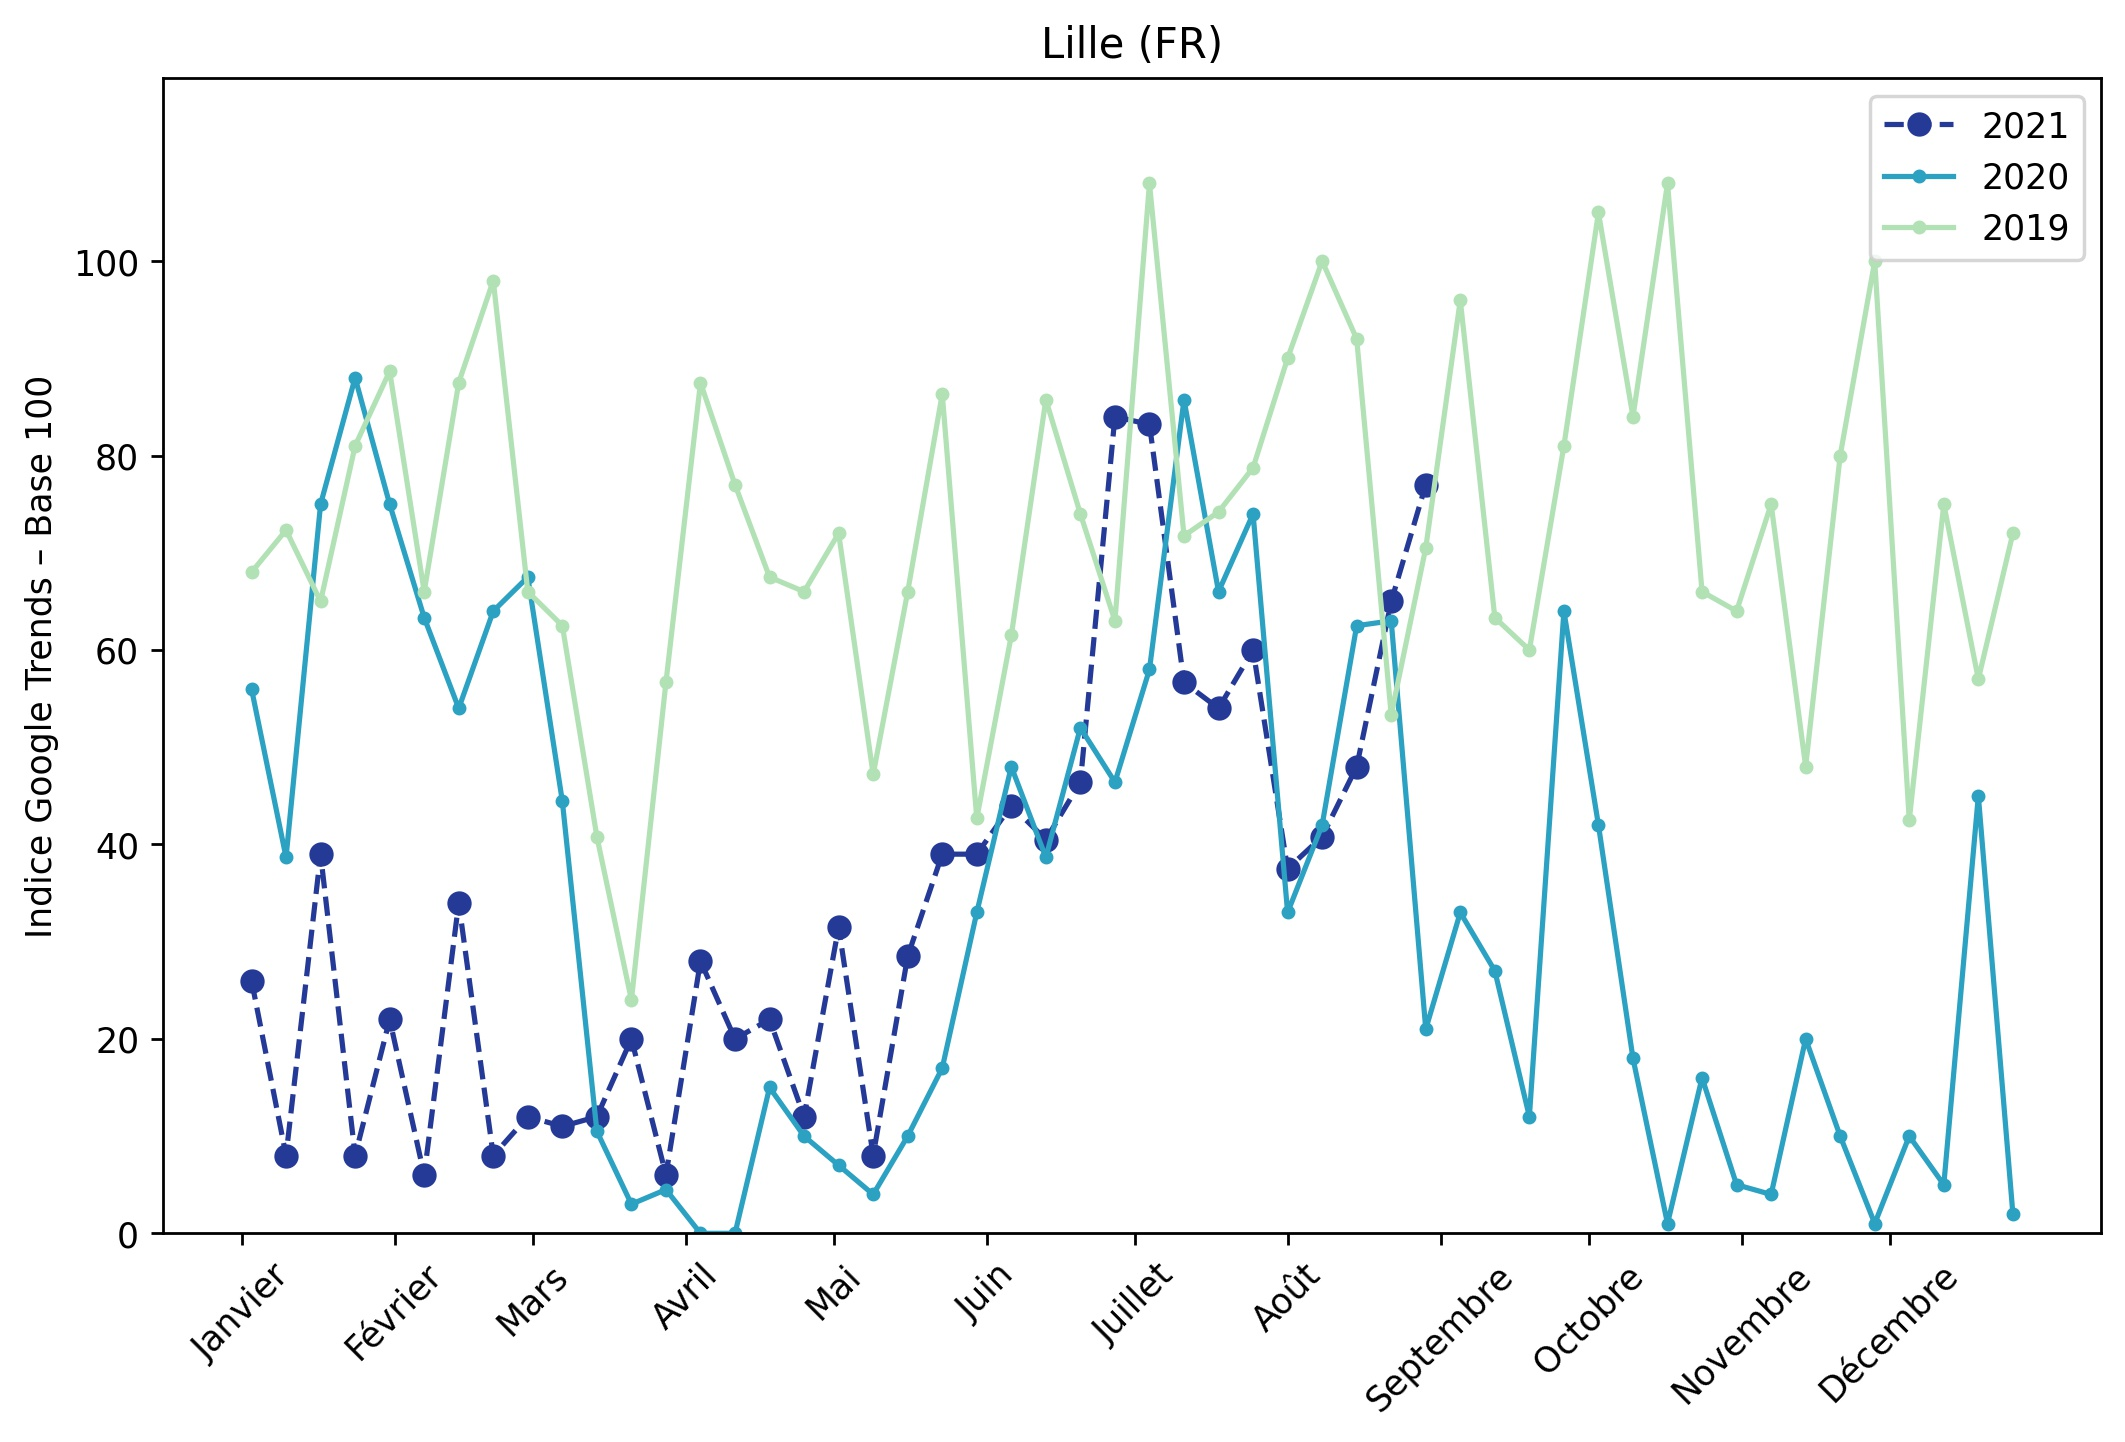 Lille (FR)
Indice Google Trends – Base 100
100
80
60
40
20
0
2021
2020
2019
Janvier
Février
Mars
Avril
Mai
Juin
Juillet
Août
Septembre
Octobre
Novembre
Décembre